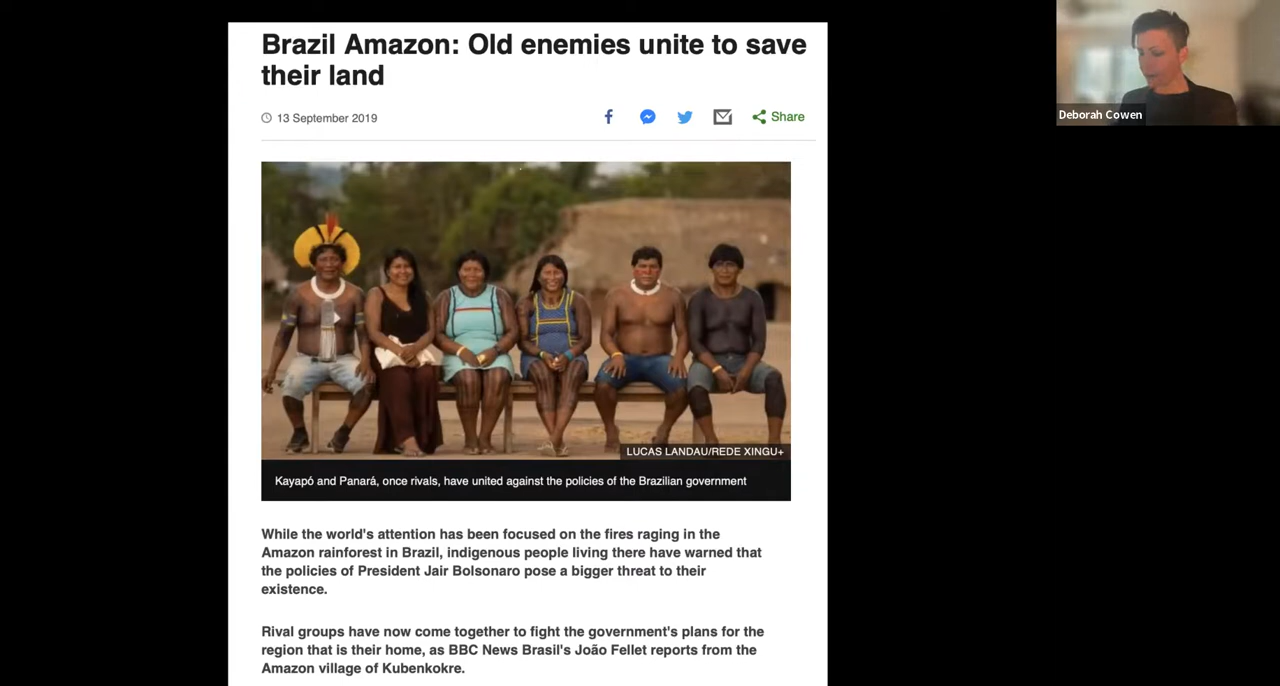 Brazil Amazon: Old enemies unite to save
their land
13 September 2019
Share
Deborah Cowen
LUCAS LANDAU/REDE XINGU+
Kayapó and Panará, once rivals, have united against the policies of the Brazilian government
While the world's attention has been focused on the fires raging in the
Amazon rainforest in Brazil, indigenous people living there have warned that
the policies of President Jair Bolsonaro pose a bigger threat to their
existence.
Rival groups have now come together to fight the government's plans for the
region that is their home, as BBC News Brasil's João Fellet reports from the
Amazon village of Kubenkokre.